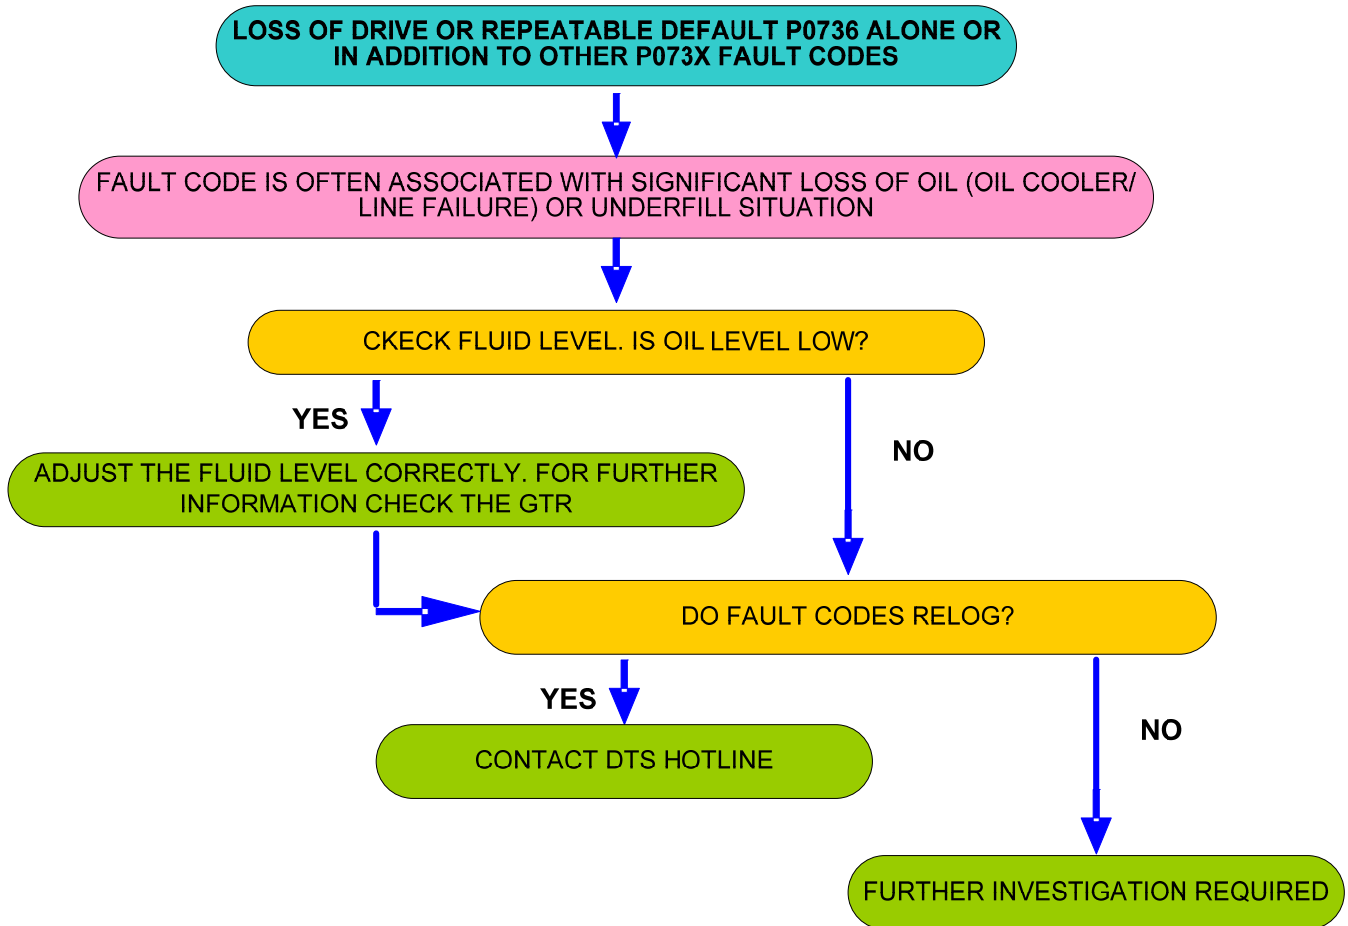 LOSS OF DRIVE OR REPEATABLE DEFAULT P0736 ALONE OR
IN ADDITION TO OTHER P073X FAULT CODES
FAULT CODE IS OFTEN ASSOCIATED WITH SIGNIFICANT LOSS OF OIL (OIL COOLER/
LINE FAILURE) OR UNDERFILL SITUATION
CKECK FLUID LEVEL. IS OIL LEVEL LOW?
YES
NO
ADJUST THE FLUID LEVEL CORRECTLY. FOR FURTHER
INFORMATION CHECK THE GTR
DO FAULT CODES RELOG?
YES
NO
CONTACT DTS HOTLINE
FURTHER INVESTIGATION REQUIRED